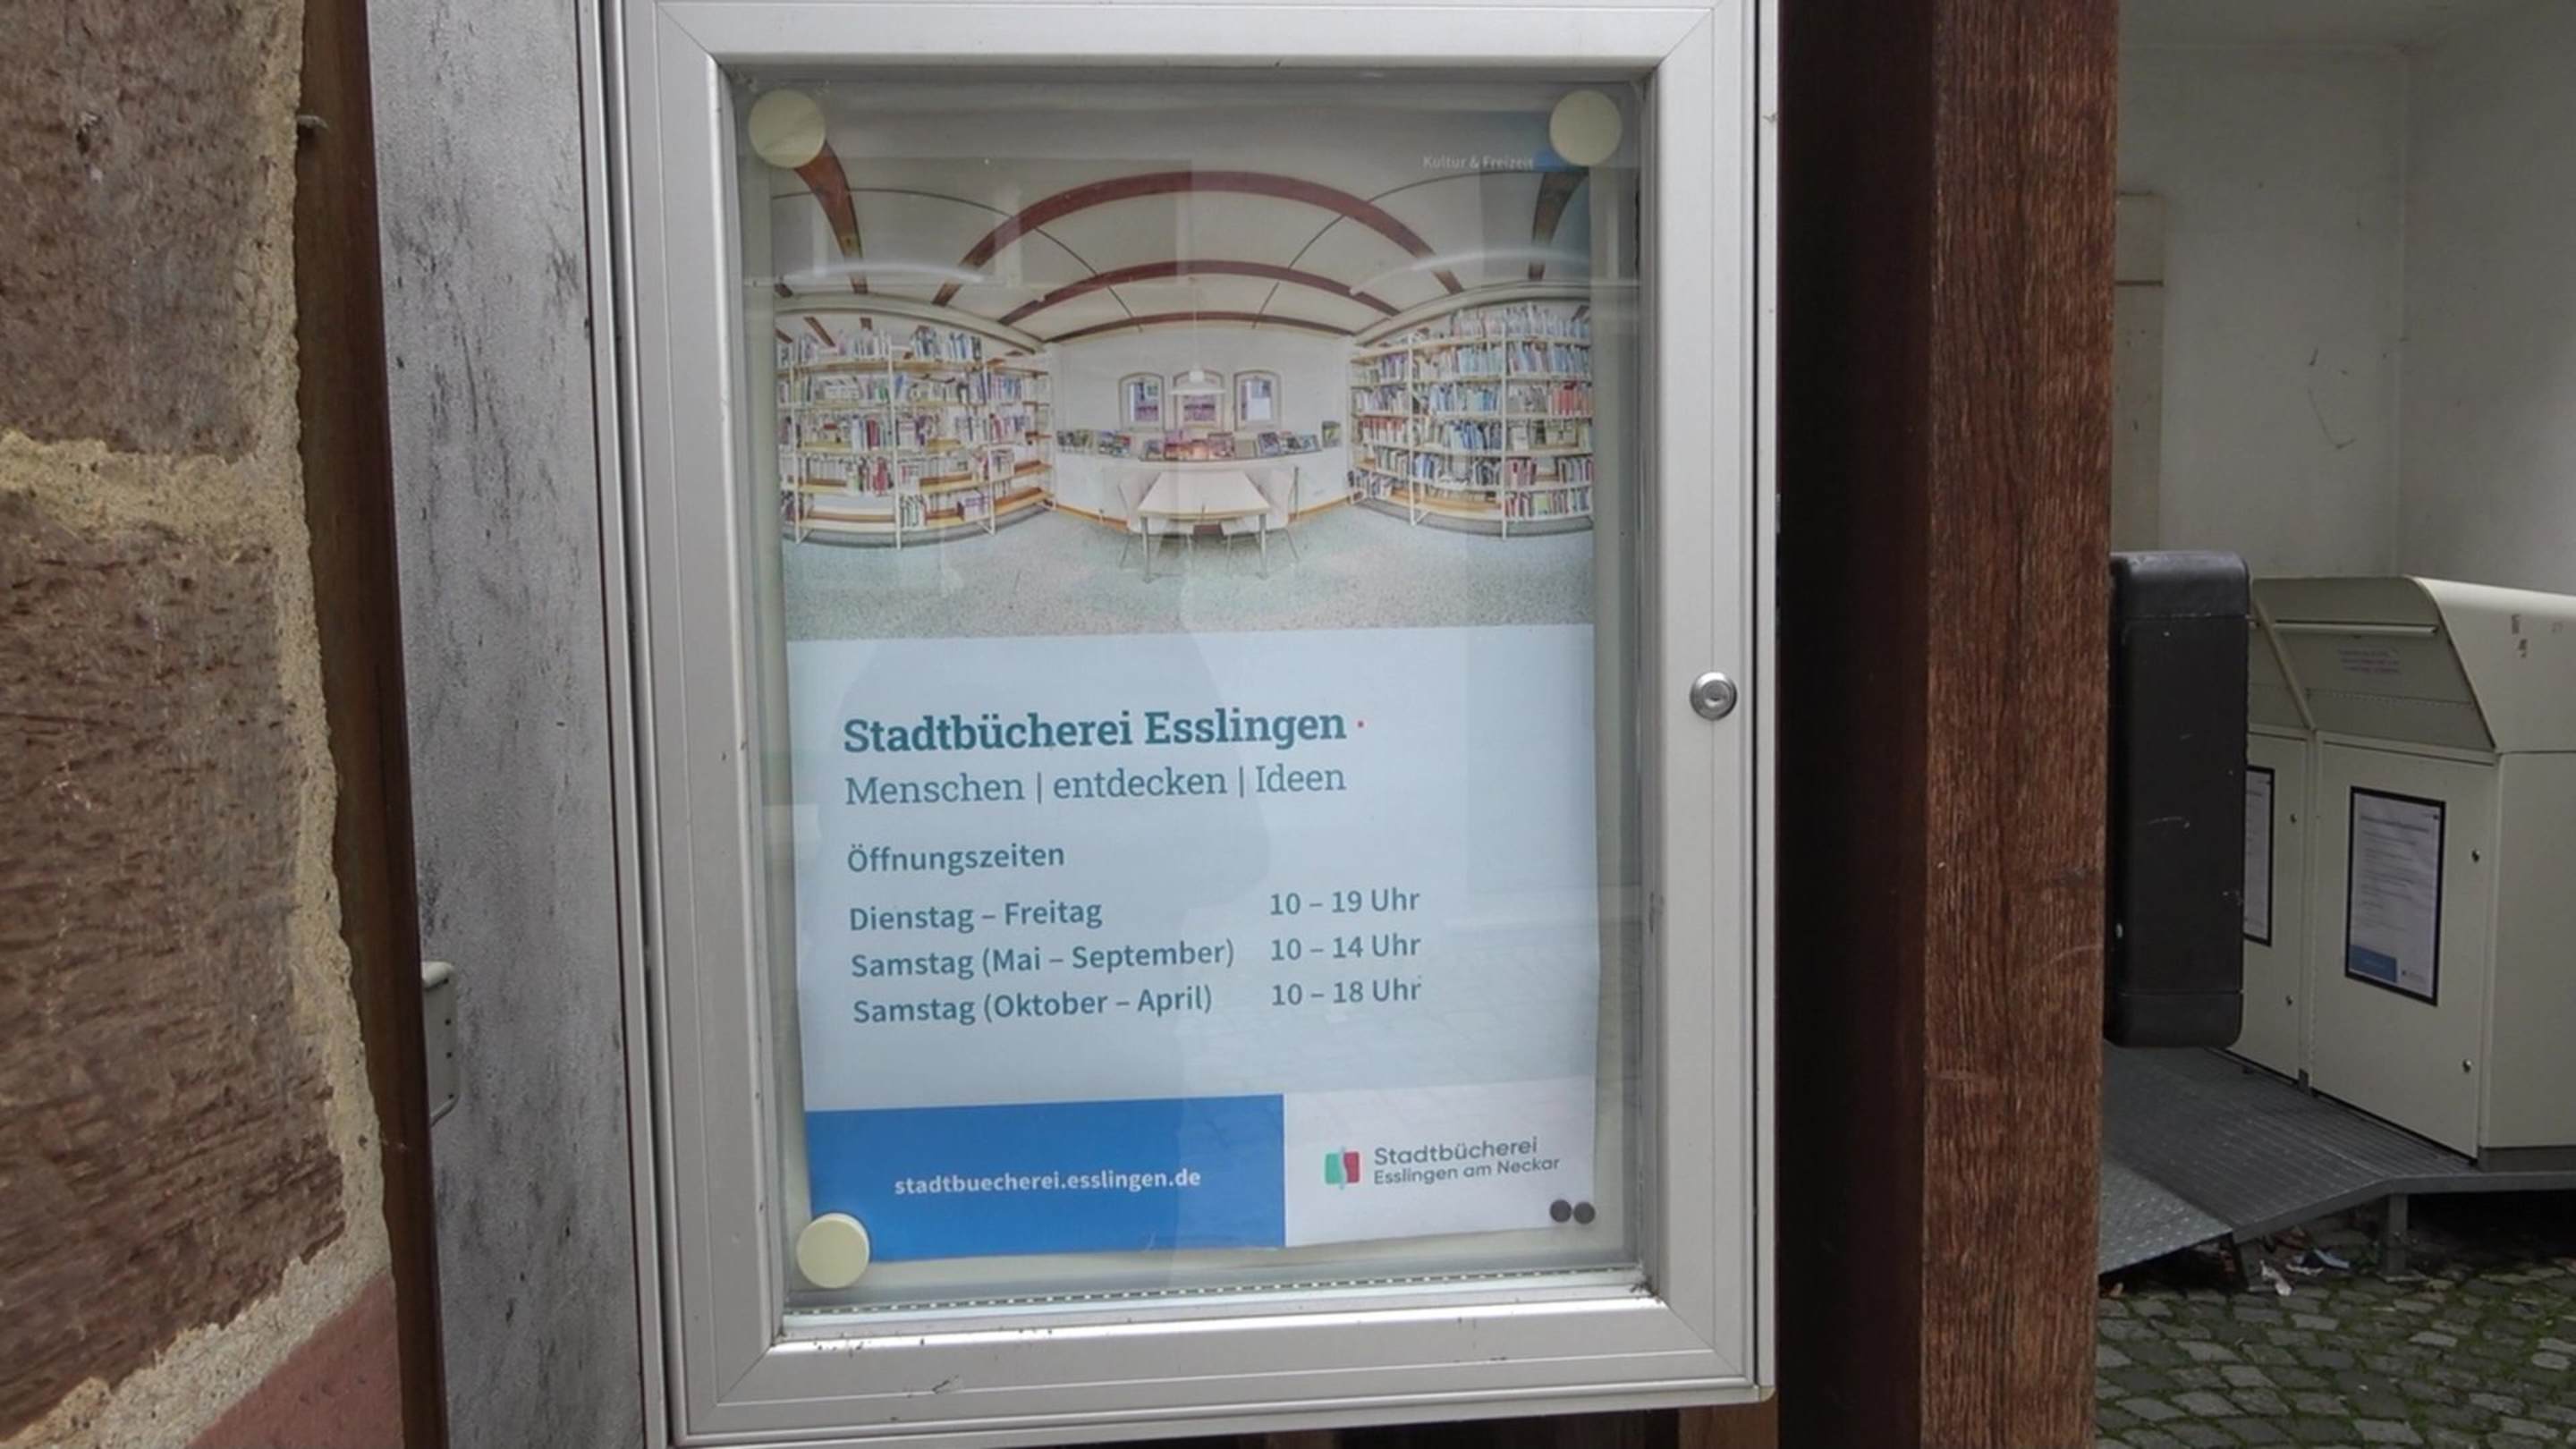 Kultur & Freizeit
Stadtbücherei Esslingen ·
Menschen | entdecken | Ideen
Öffnungszeiten
Dienstag – Freitag 10 – 19 Uhr
Samstag (Mai – September) 10 – 14 Uhr
Samstag (Oktober – April) 10 – 18 Uhr
stadtbuecherei.esslingen.de
Stadtbücherei
Esslingen am Neckar